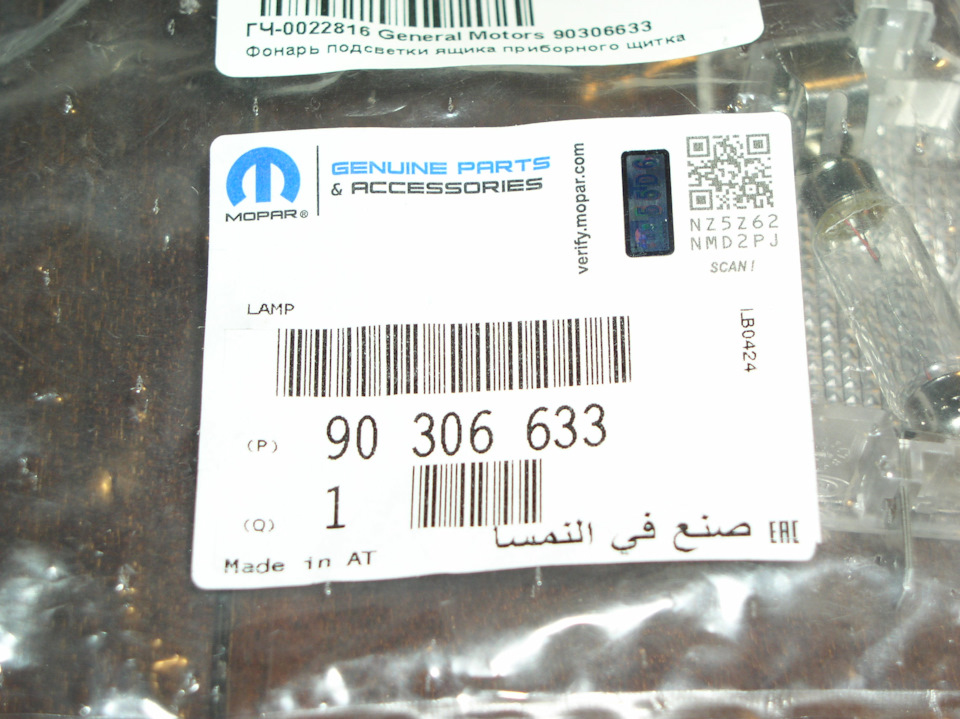 ГЧ-0022816 General Motors 90306633
Фонарь подсветки ящика приборного щитка
MOPAR®
GENUINE PARTS
& ACCESSORIES
verify.mopar.com
NZ5Z62
NMD2PJ
SCAN!
LAMP
LB0424
(P) 90 306 633
(Q) 1
صنع في النمسا EAC
Made in AT